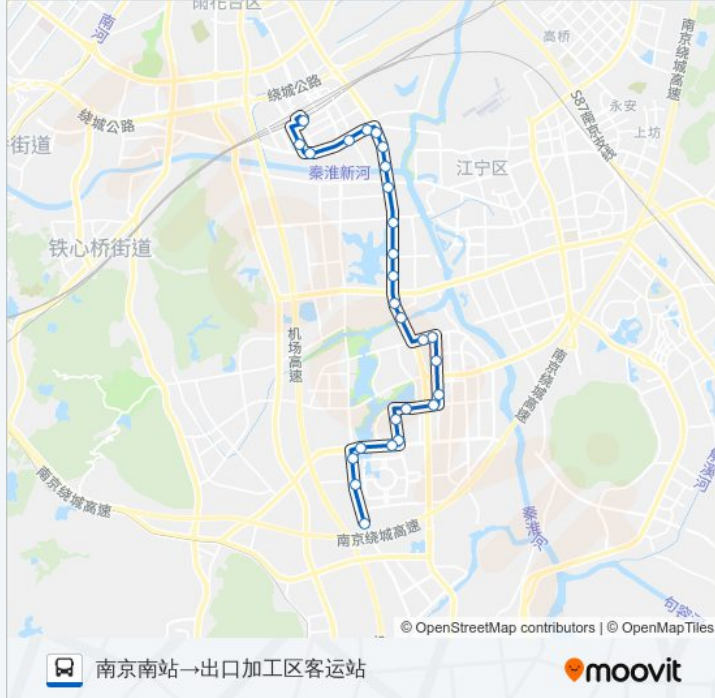 雨花台区
南河
绕城公路
绕城公路
高桥
南京绕城高速
S87南京支线
永安
上坊
街道
江宁区
秦淮新河
铁心桥街道
机场高速
南京绕城高速
南京绕城高速
南京绕城高速
秦淮河
© OpenStreetMap contributors | © OpenMapTiles
南京南站→出口加工区客运站
moovit